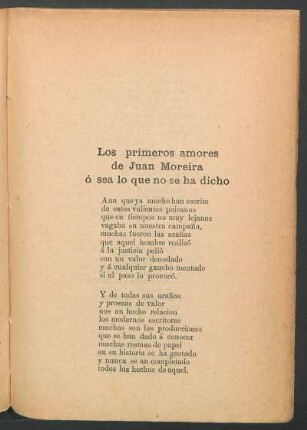 Los primeros amores
de Juan Moreira
ó sea lo que no se ha dicho
Aun que ya mucho han escrito
de estos valientes paisanos
que en tiempos no muy lejanos
vagaba en nuestra campaña,
muchas fueron las azañas
que aquel hombre realizó
Á la justicia pelió
con un valor denodado
y á cualquier gaucho mentado
si al paso lo provocó.
Y de todas sus azañas
y proezas de valor
nos an hecho relacion
los modernos escritores
muchas son las producciones
que se han dado á conocer
muchas resmas de papel
en su historia se ha gastado
y nunca se an completado
todos los hechos de aquel.